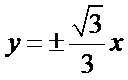 y = ± √3/3 x